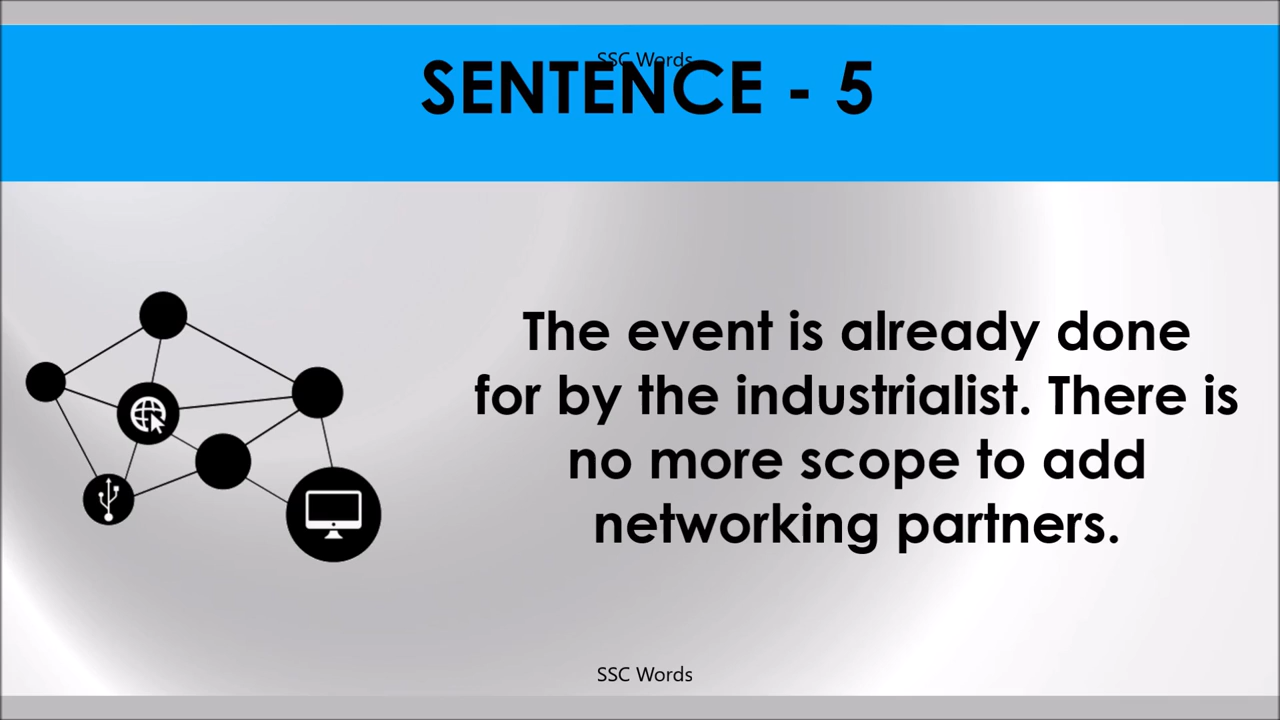 SSC Words
SENTENCE - 5
The event is already done
for by the industrialist. There is
no more scope to add
networking partners.
SSC Words